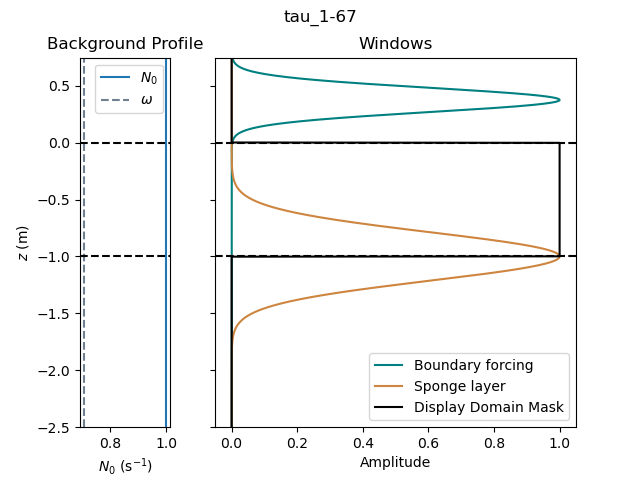 tau_1-67
Background Profile
Windows
N₀
ω
z (m)
0.5
0.0
−0.5
−1.0
−1.5
−2.0
−2.5
Boundary forcing
Sponge layer
Display Domain Mask
0.8 1.0
0.0 0.2 0.4 0.6 0.8 1.0
N₀ (s⁻¹)
Amplitude